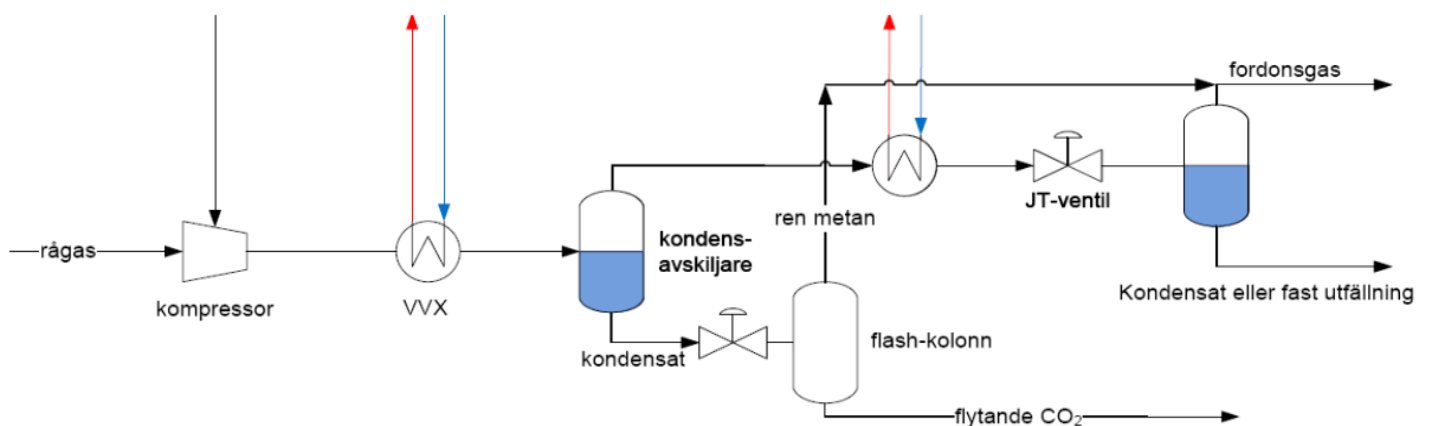 fordonsgas
JT-ventil
ren metan
rågas
kondens-
avskiljare
kompressor
VVX
Kondensat eller fast utfällning
kondensat
flash-kolonn
flytande CO₂